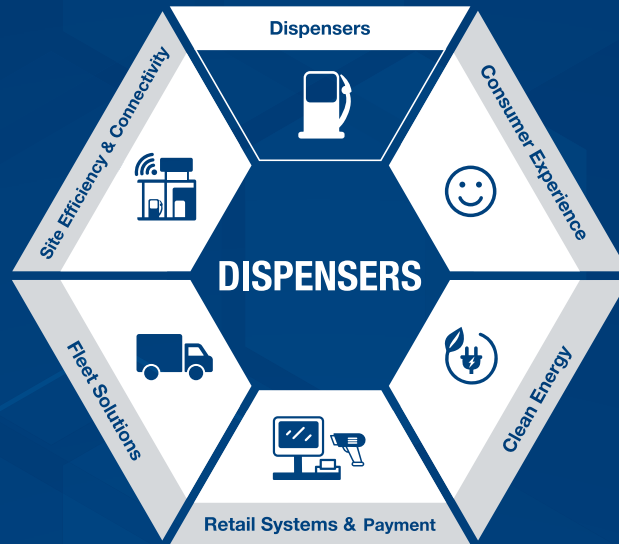 Dispensers
Site Efficiency & Connectivity
Consumer Experience
DISPENSERS
Fleet Solutions
Clean Energy
Retail Systems & Payment